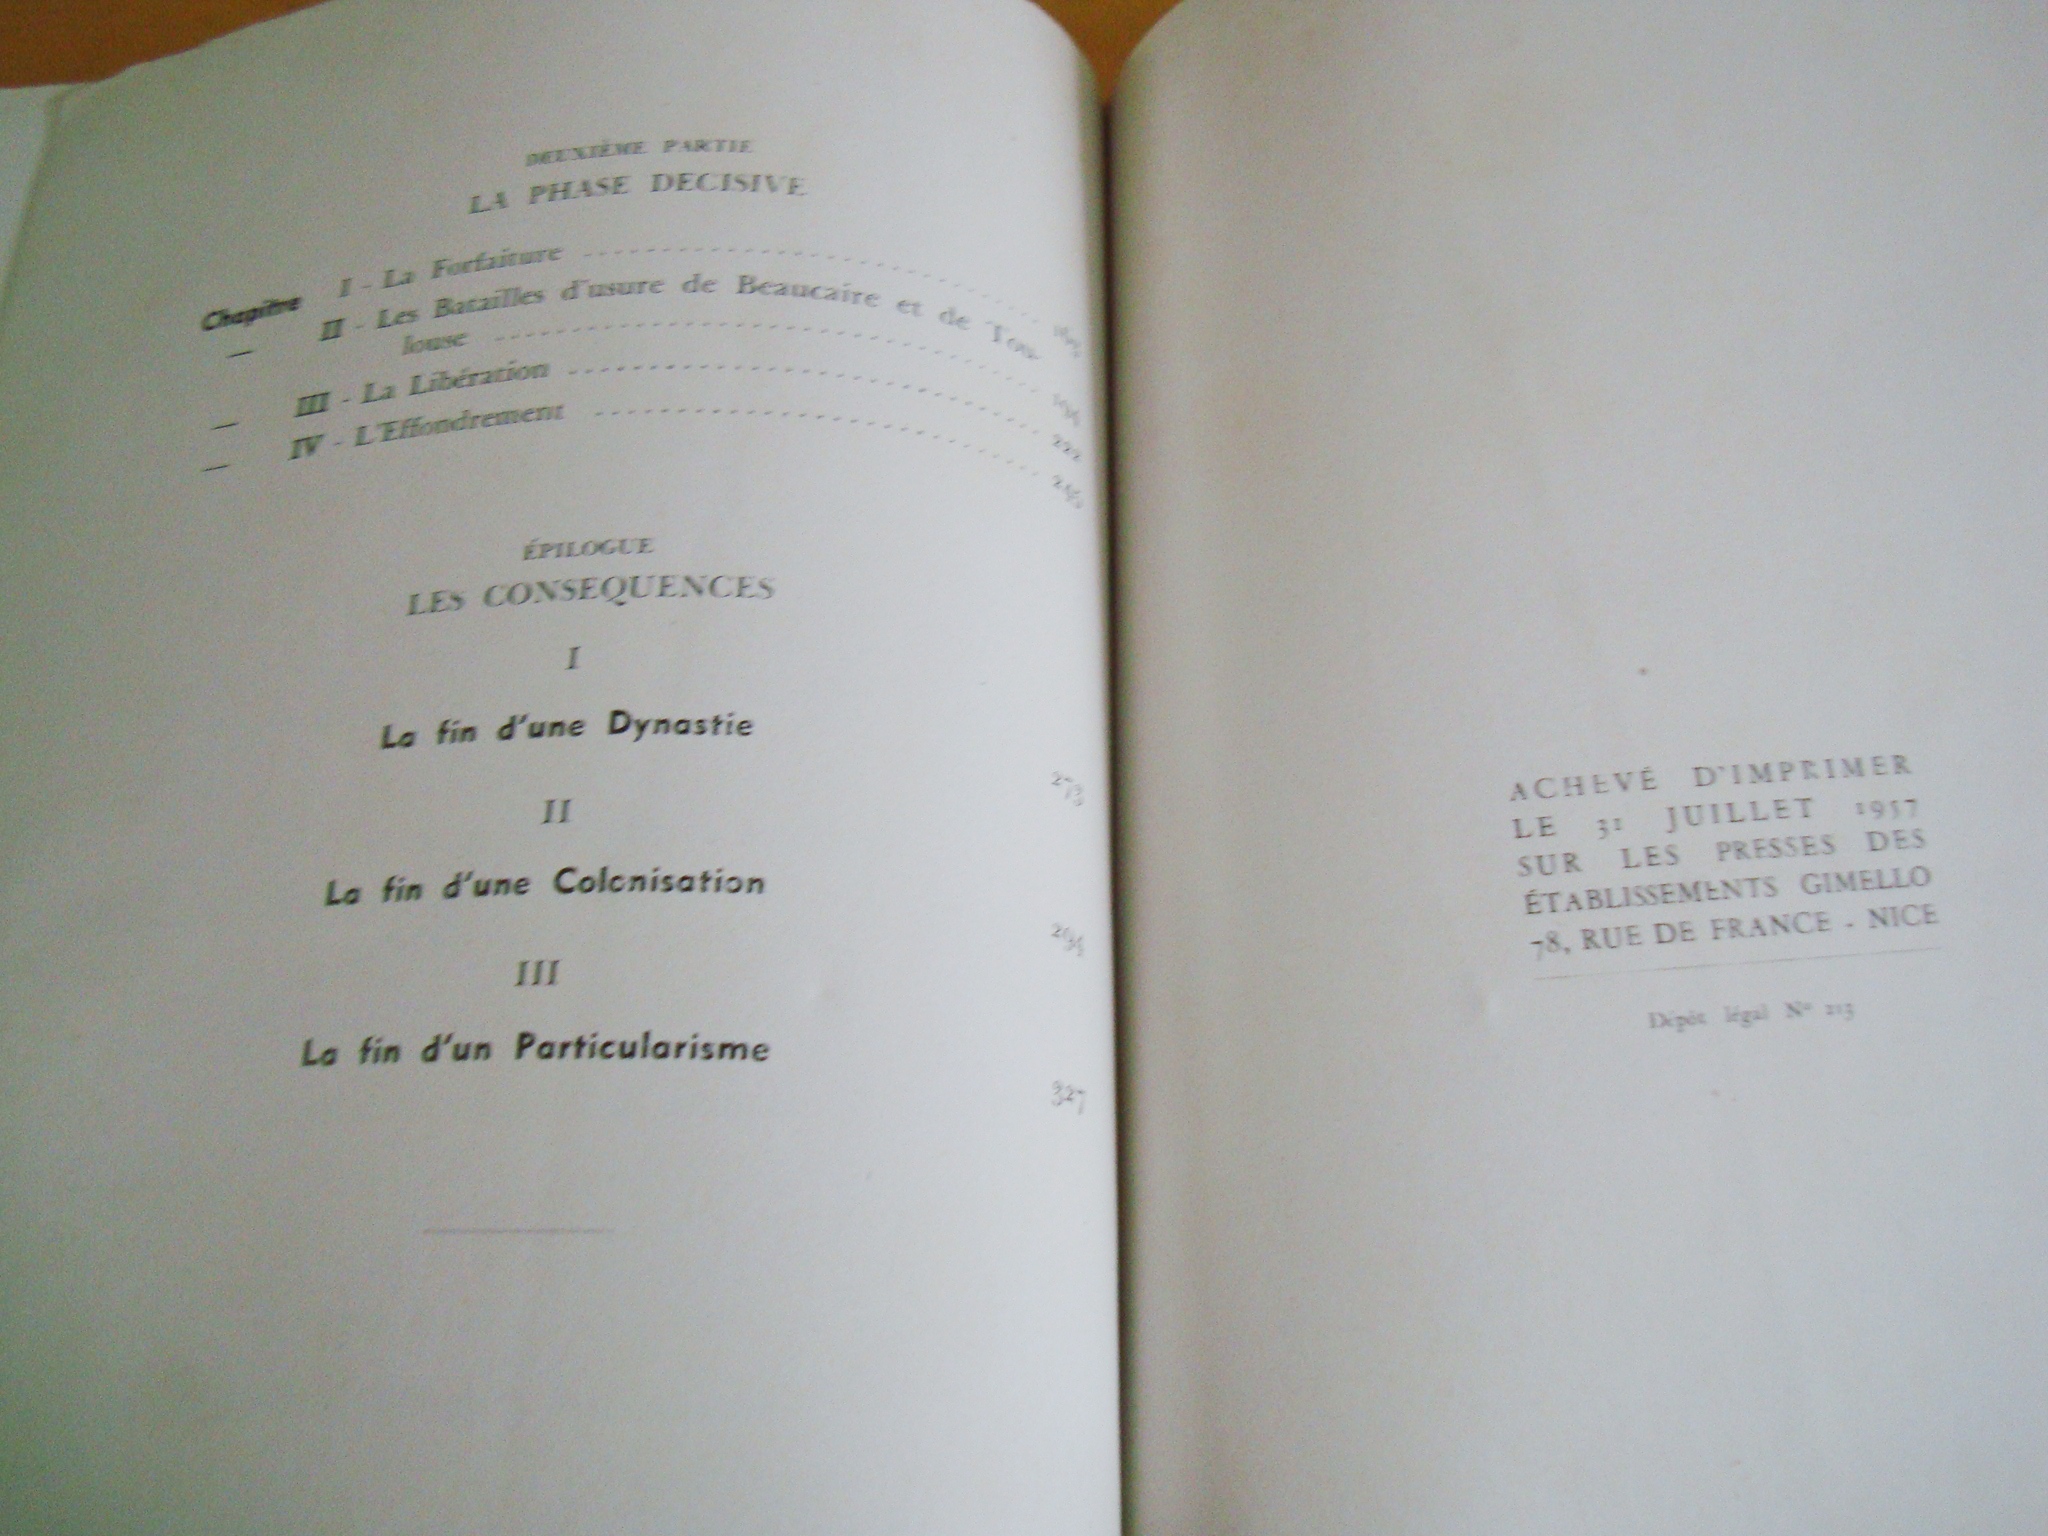 DEUXIÈME PARTIE
LA PHASE DECISIVE
Chapitre I - La Forfaiture
— II - Les Batailles d'usure de Beaucaire et de Tou-
louse
— III - La Libération 222
— IV - L'Effondrement
ÉPILOGUE
LES CONSEQUENCES
I
La fin d'une Dynastie
273
II
La fin d'une Colonisation
III
La fin d'un Particularisme
327
ACHEVÉ D'IMPRIMER
LE 31 JUILLET 1957
SUR LES PRESSES DES
ÉTABLISSEMENTS GIMELLO
78, RUE DE FRANCE - NICE
Dépôt légal N° 213